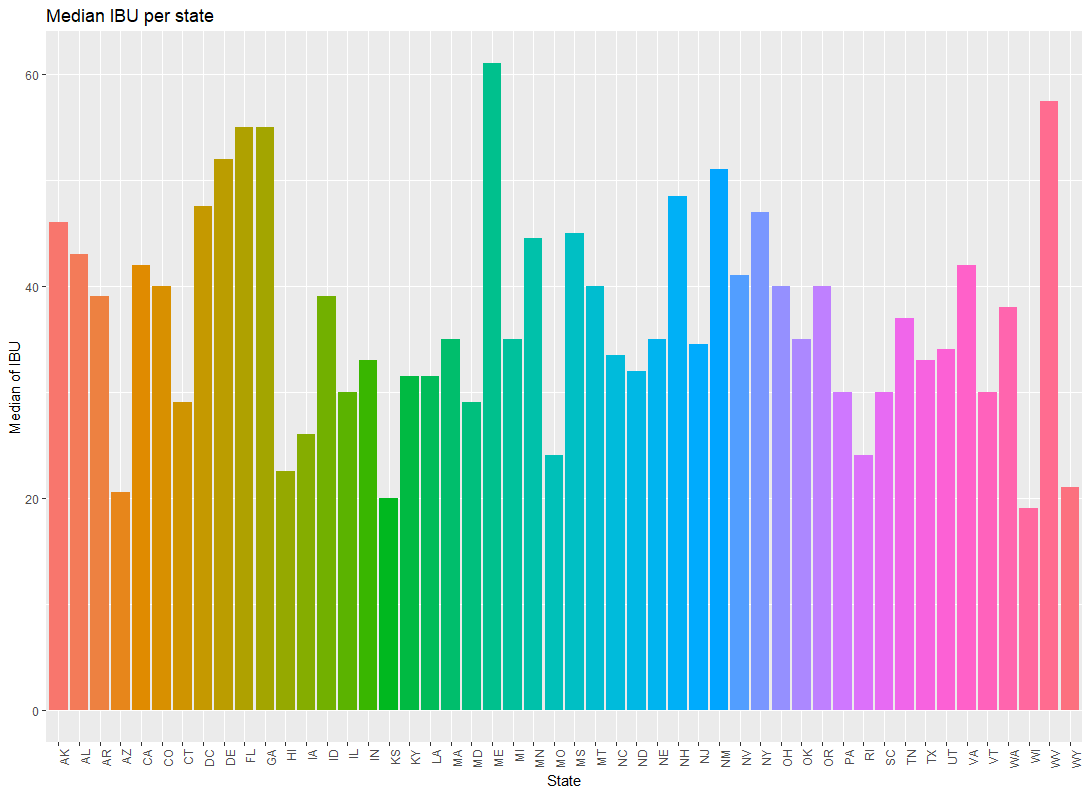 Median IBU per state
60
40
20
0
Median of IBU
AK AL AR AZ CA CO CT DC DE FL GA HI IA ID IL IN KS KY LA MA MD ME MI MN MO MS MT NC ND NE NH NJ NM NV NY OH OK OR PA RI SC TN TX UT VA VT WA WI WV WY
State